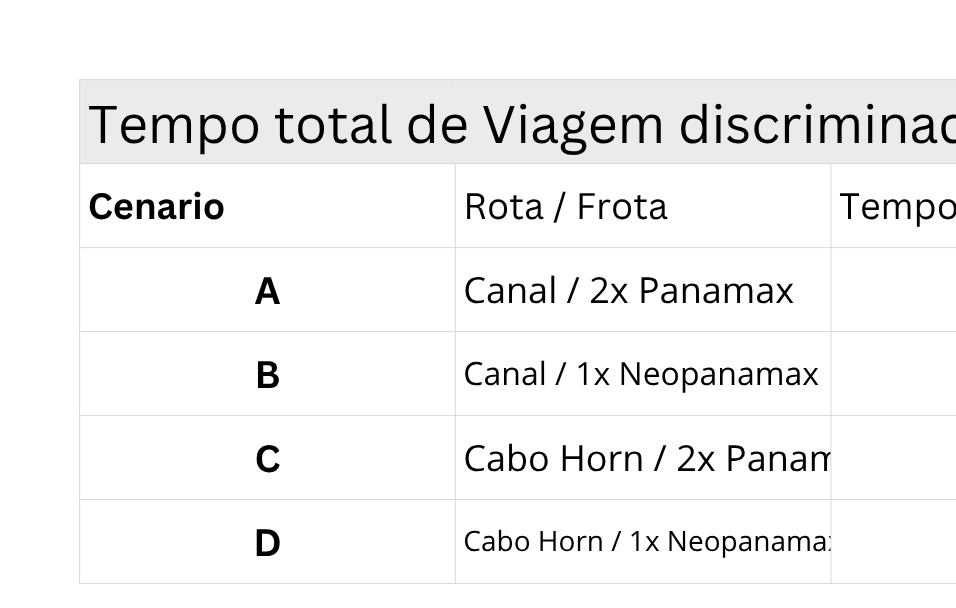 Tempo total de Viagem discriminad
Cenario Rota / Frota Tempo
A Canal / 2x Panamax
B Canal / 1x Neopanamax
C Cabo Horn / 2x Panam
D Cabo Horn / 1x Neopanamax